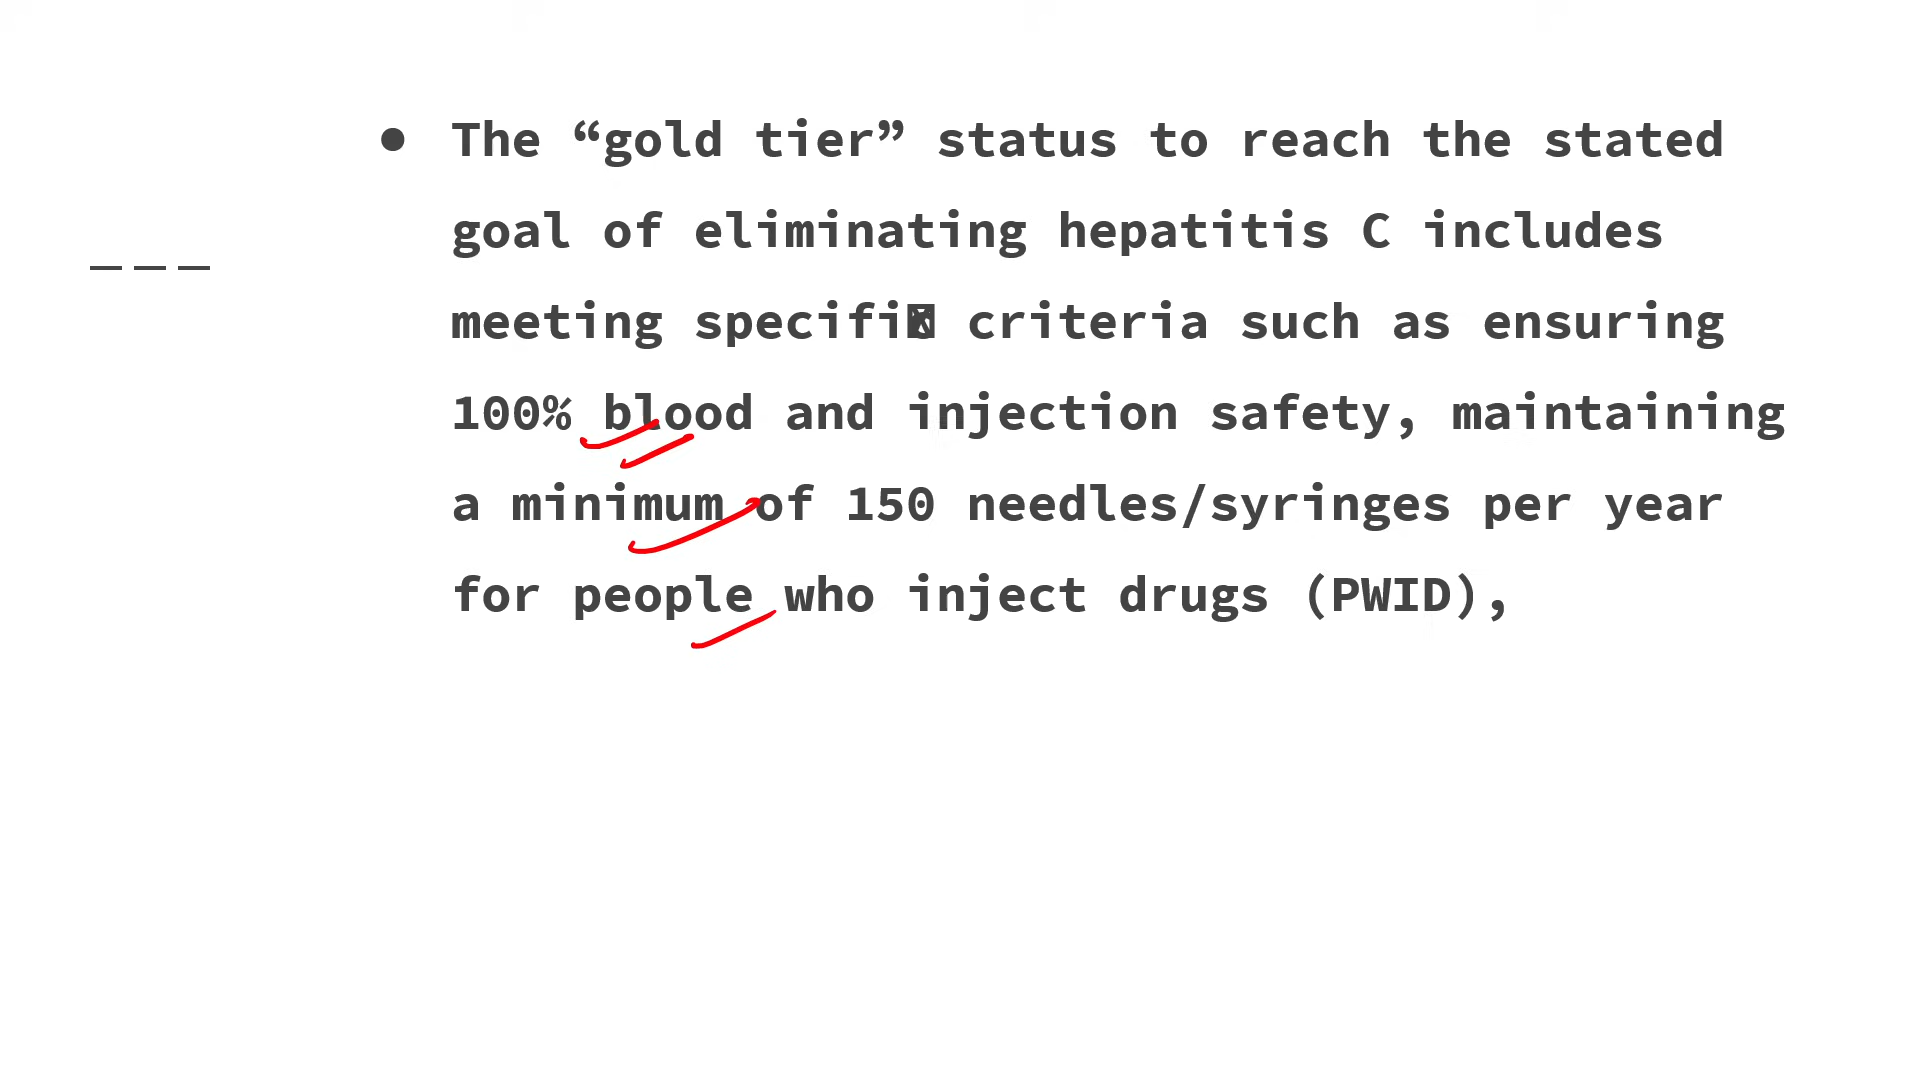 ● The “gold tier” status to reach the stated
goal of eliminating hepatitis C includes
meeting specifi criteria such as ensuring
100% blood and injection safety, maintaining
a minimum of 150 needles/syringes per year
for people who inject drugs (PWID),